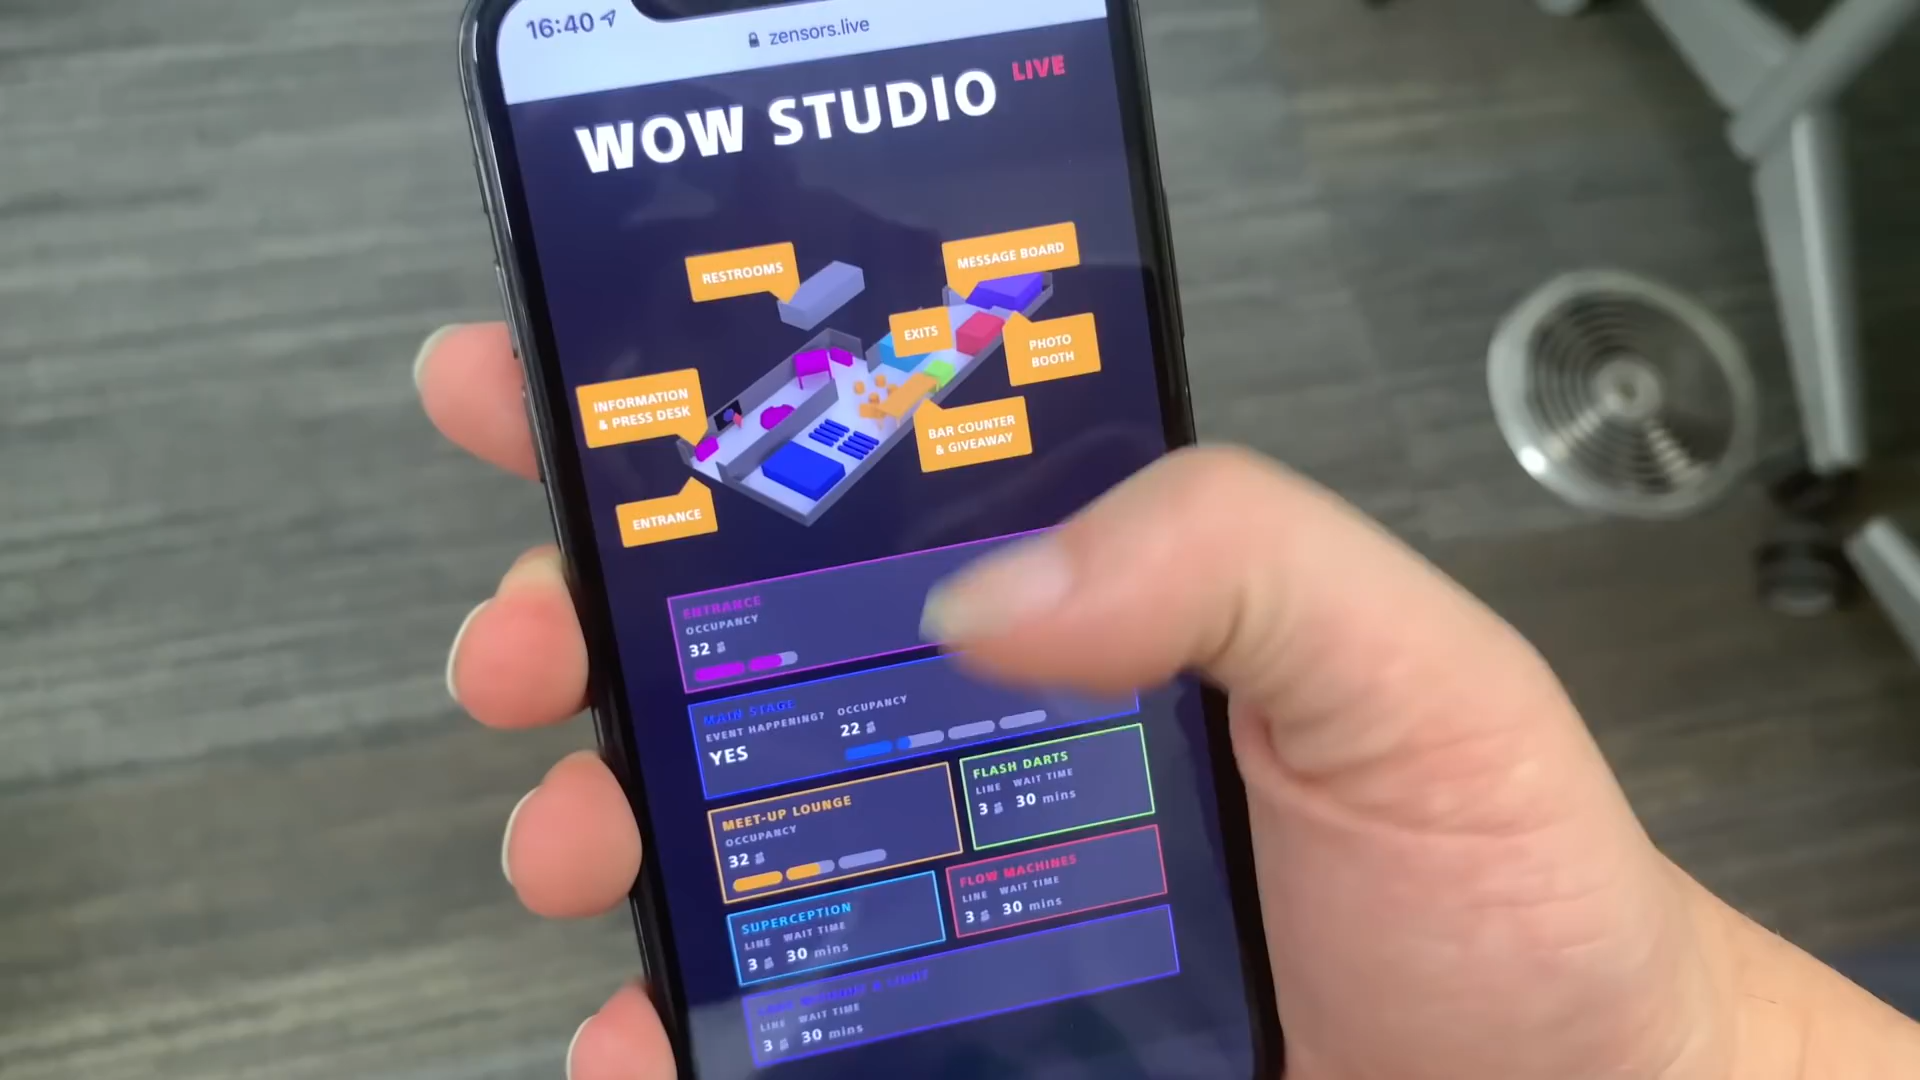 16:40
zensors.live
WOW STUDIO LIVE
RESTROOMS
MESSAGE BOARD
EXITS
PHOTO
BOOTH
INFORMATION
& PRESS DESK
BAR COUNTER
& GIVEAWAY
ENTRANCE
ENTRANCE
OCCUPANCY
32
MAIN STAGE
EVENT HAPPENING? OCCUPANCY
YES 22
MEET-UP LOUNGE
OCCUPANCY
32
FLASH DARTS
LINE WAIT TIME
3 30 mins
SUPERCEPTION
LINE WAIT TIME
3 30 mins
FLOW MACHINES
LINE WAIT TIME
3 30 mins
LINE WAIT TIME
3 30 mins